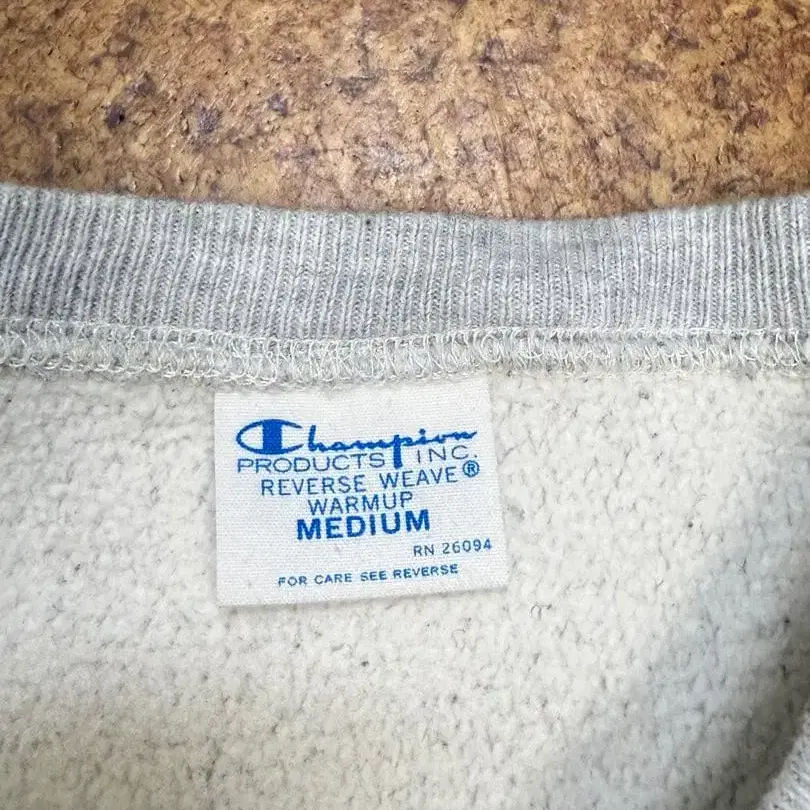 Champion
PRODUCTS INC.
REVERSE WEAVE®
WARMUP
MEDIUM
RN 26094
FOR CARE SEE REVERSE